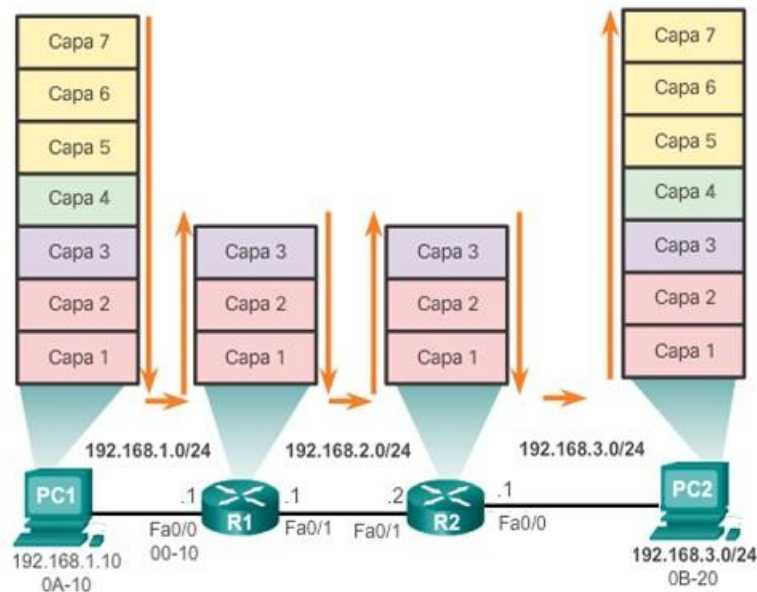 Capa 7
Capa 6
Capa 5
Capa 4
Capa 3
Capa 2
Capa 1
Capa 3
Capa 2
Capa 1
Capa 3
Capa 2
Capa 1
Capa 7
Capa 6
Capa 5
Capa 4
Capa 3
Capa 2
Capa 1
192.168.1.0/24
192.168.2.0/24
192.168.3.0/24
PC1
192.168.1.10
0A-10
.1
Fa0/0
00-10
R1
.1
Fa0/1
.2
Fa0/1
R2
.1
Fa0/0
PC2
192.168.3.0/24
0B-20